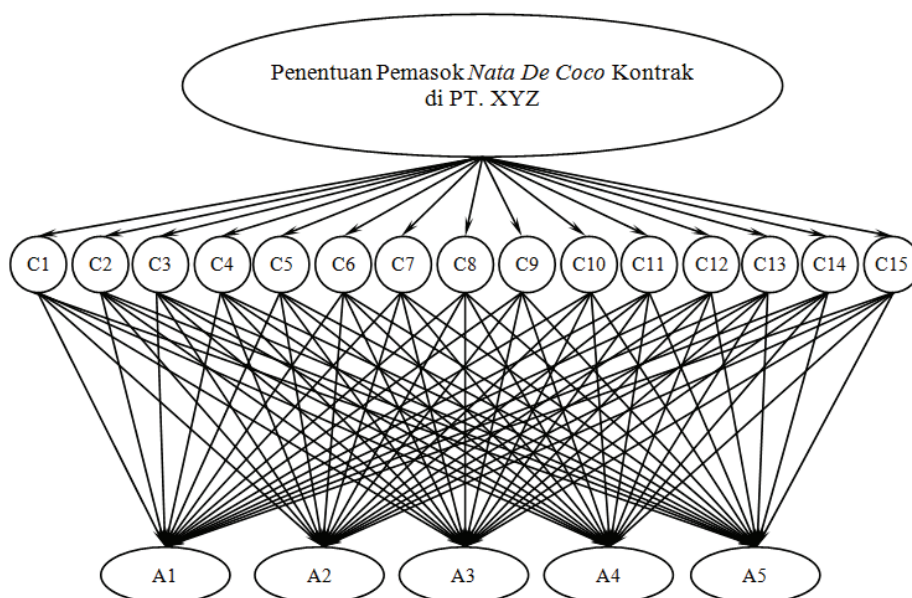 Penentuan Pemasok Nata De Coco Kontrak
di PT. XYZ
C1 C2 C3 C4 C5 C6 C7 C8 C9 C10 C11 C12 C13 C14 C15
A1 A2 A3 A4 A5